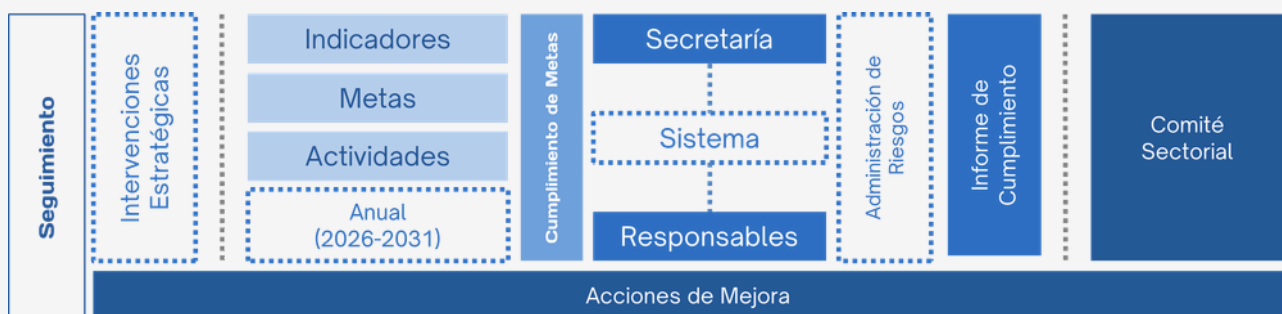 Seguimiento
Intervenciones
Estratégicas
Indicadores
Metas
Actividades
Anual
(2026-2031)
Cumplimiento de Metas
Secretaría
Sistema
Responsables
Administración de
Riesgos
Informe de
Cumplimiento
Comité
Sectorial
Acciones de Mejora